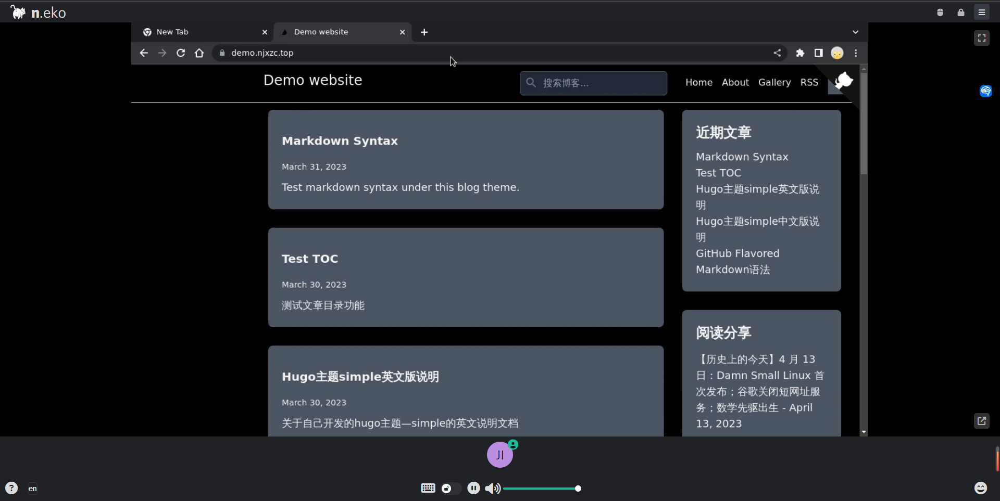 n.eko
New Tab
Demo website
demo.njxzc.top
Demo website
搜索博客...
Home About Gallery RSS
Markdown Syntax
March 31, 2023
Test markdown syntax under this blog theme.
Test TOC
March 30, 2023
测试文章目录功能
Hugo主题simple英文版说明
March 30, 2023
关于自己开发的hugo主题—simple的英文说明文档
近期文章
Markdown Syntax
Test TOC
Hugo主题simple英文版说
明
Hugo主题simple中文版说
明
GitHub Flavored
Markdown语法
阅读分享
【历史上的今天】4 月 13
日：Damn Small Linux 首
次发布；谷歌关闭短网址服
务；数学先驱出生 - April
13, 2023
JI
?
en